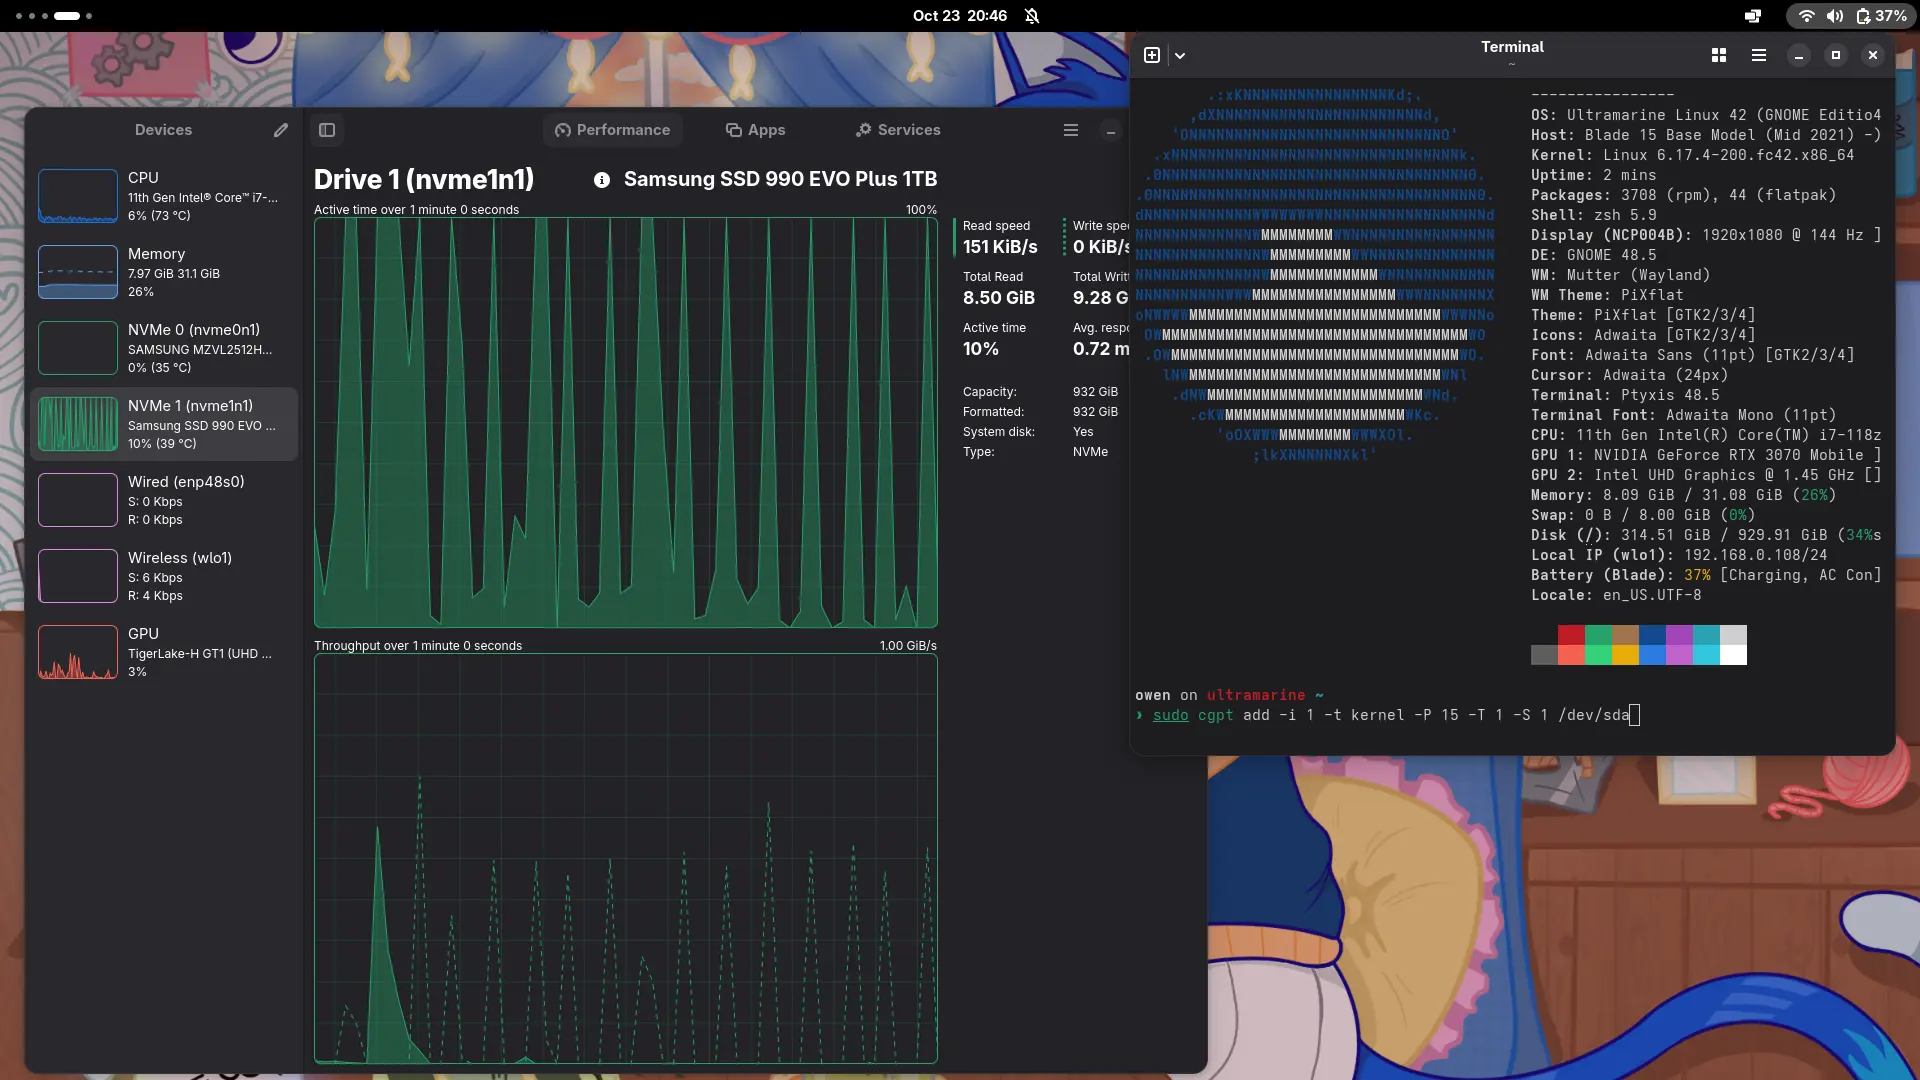 Oct 23 20:46
37%
Devices
CPU
11th Gen Intel® Core™ i7-...
6% (73 °C)
Memory
7.97 GiB 31.1 GiB
26%
NVMe 0 (nvme0n1)
SAMSUNG MZVL2512H...
0% (35 °C)
NVMe 1 (nvme1n1)
Samsung SSD 990 EVO ...
10% (39 °C)
Wired (enp48s0)
S: 0 Kbps
R: 0 Kbps
Wireless (wlo1)
S: 6 Kbps
R: 4 Kbps
GPU
TigerLake-H GT1 (UHD ...
3%
Performance
Apps
Services
Drive 1 (nvme1n1)
Samsung SSD 990 EVO Plus 1TB
Active time over 1 minute 0 seconds
100%
Throughput over 1 minute 0 seconds
1.00 GiB/s
Read speed
151 KiB/s
Write spe
0 KiB/s
Total Read
8.50 GiB
Total Writ
9.28 G
Active time
10%
Avg. respo
0.72 m
Capacity: 932 GiB
Formatted: 932 GiB
System disk: Yes
Type: NVMe
Terminal
~
----------------
OS: Ultramarine Linux 42 (GNOME Editio4
Host: Blade 15 Base Model (Mid 2021) -)
Kernel: Linux 6.17.4-200.fc42.x86_64
Uptime: 2 mins
Packages: 3708 (rpm), 44 (flatpak)
Shell: zsh 5.9
Display (NCP004B): 1920x1080 @ 144 Hz ]
DE: GNOME 48.5
WM: Mutter (Wayland)
WM Theme: PiXflat
Theme: PiXflat [GTK2/3/4]
Icons: Adwaita [GTK2/3/4]
Font: Adwaita Sans (11pt) [GTK2/3/4]
Cursor: Adwaita (24px)
Terminal: Ptyxis 48.5
Terminal Font: Adwaita Mono (11pt)
CPU: 11th Gen Intel(R) Core(TM) i7-118z
GPU 1: NVIDIA GeForce RTX 3070 Mobile ]
GPU 2: Intel UHD Graphics @ 1.45 GHz []
Memory: 8.09 GiB / 31.08 GiB (26%)
Swap: 0 B / 8.00 GiB (0%)
Disk (/): 314.51 GiB / 929.91 GiB (34%s
Local IP (wlo1): 192.168.0.108/24
Battery (Blade): 37% [Charging, AC Con]
Locale: en_US.UTF-8
owen on ultramarine ~
› sudo cgpt add -i 1 -t kernel -P 15 -T 1 -S 1 /dev/sda